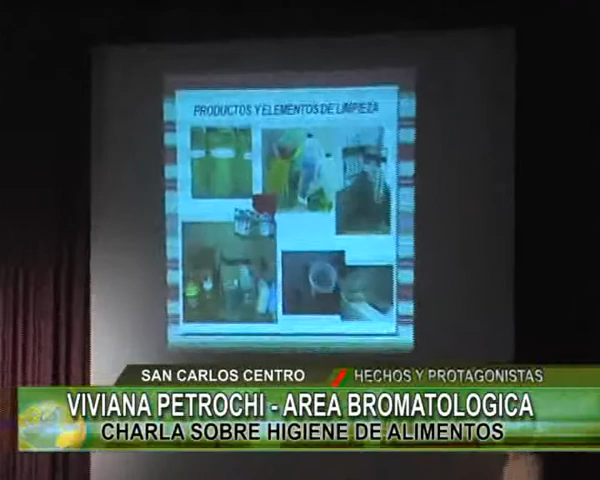 PRODUCTOS Y ELEMENTOS DE LIMPIEZA
SAN CARLOS CENTRO
HECHOS Y PROTAGONISTAS
VIVIANA PETROCHI - AREA BROMATOLOGICA
CHARLA SOBRE HIGIENE DE ALIMENTOS